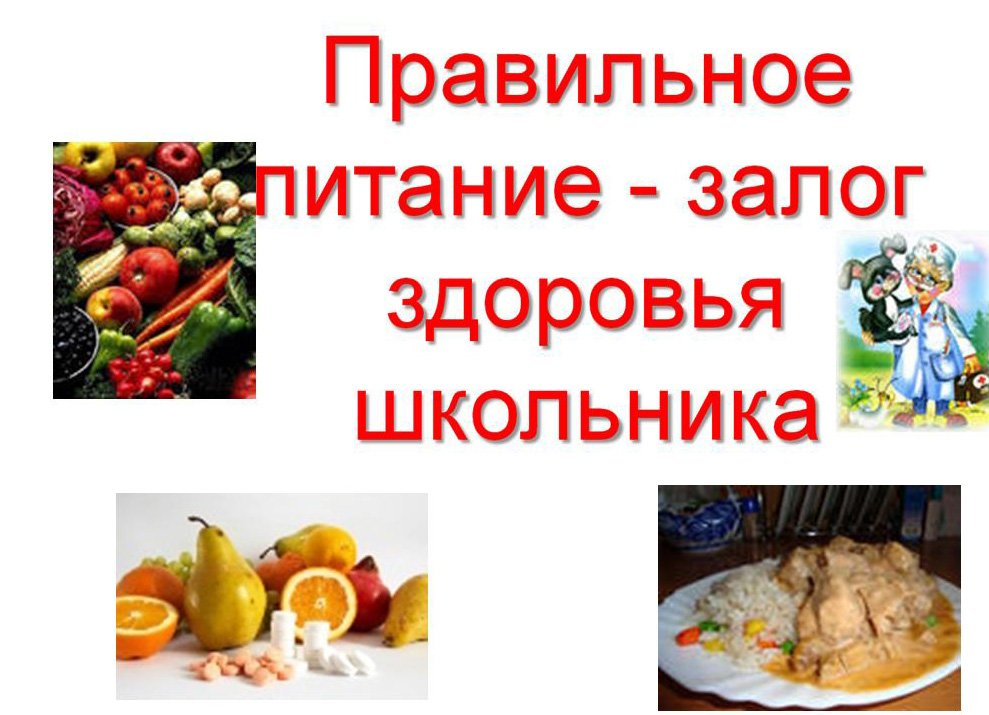 Правильное
питание - залог
здоровья
школьника